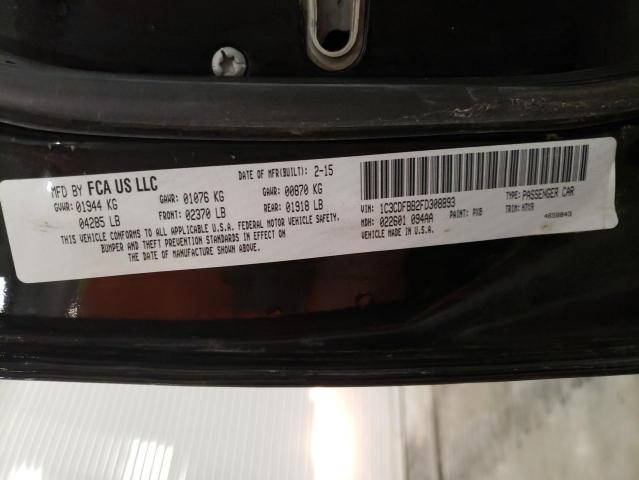 MFD BY FCA US LLC DATE OF MFR(BUILT): 2-15
GVWR: 01944 KG GAWR: 01076 KG GAWR: 00870 KG
04285 LB FRONT: 02370 LB REAR: 01918 LB
THIS VEHICLE CONFORMS TO ALL APPLICABLE U.S.A. FEDERAL MOTOR VEHICLE SAFETY,
BUMPER AND THEFT PREVENTION STANDARDS IN EFFECT ON
THE DATE OF MANUFACTURE SHOWN ABOVE.
VIN: 1C3CDFBB2FD308893 TYPE: PASSENGER CAR
MDH: 022601 094AA PAINT: PXB TRIM: H7X9
VEHICLE MADE IN U.S.A. 4650843